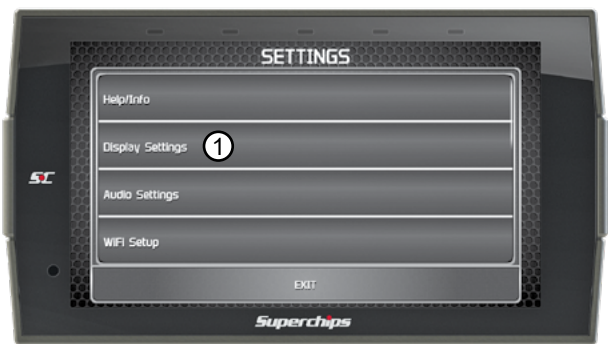 SETTINGS
Help/Info
Display Settings 1
Audio Settings
WiFi Setup
EXIT
SC
Superchips